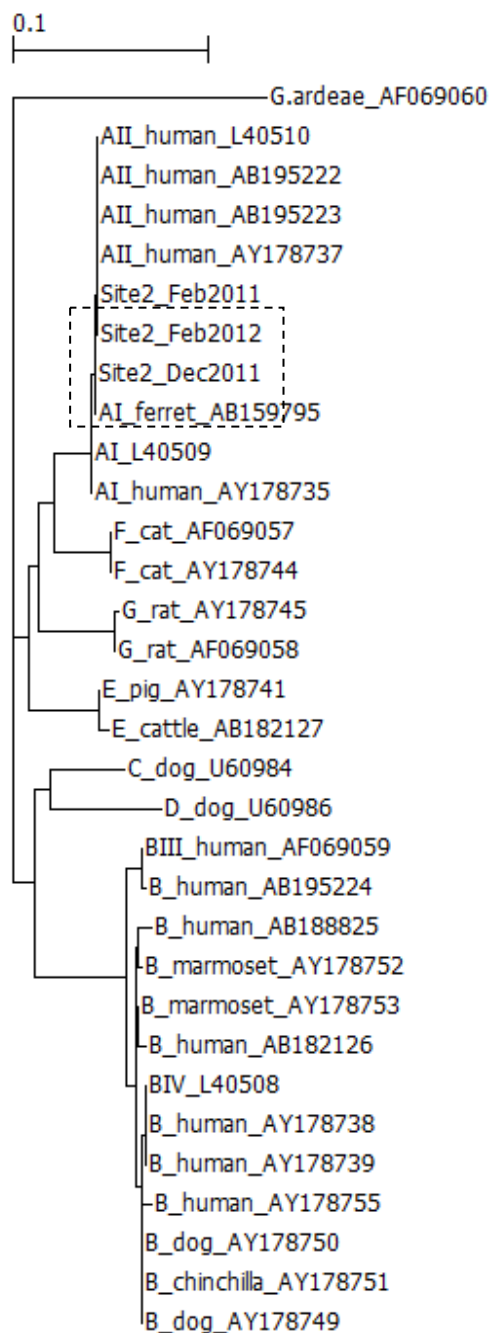 0.1
G.ardeae_AF069060
AII_human_L40510
AII_human_AB195222
AII_human_AB195223
AII_human_AY178737
Site2_Feb2011
Site2_Feb2012
Site2_Dec2011
AI_ferret_AB159795
AI_L40509
AI_human_AY178735
F_cat_AF069057
F_cat_AY178744
G_rat_AY178745
G_rat_AF069058
E_pig_AY178741
E_cattle_AB182127
C_dog_U60984
D_dog_U60986
BIII_human_AF069059
B_human_AB195224
B_human_AB188825
B_marmoset_AY178752
B_marmoset_AY178753
B_human_AB182126
BIV_L40508
B_human_AY178738
B_human_AY178739
B_human_AY178755
B_dog_AY178750
B_chinchilla_AY178751
B_dog_AY178749